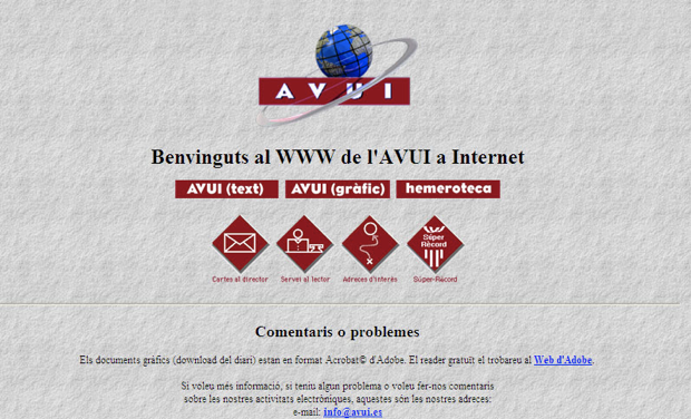 AVUI
Benvinguts al WWW de l'AVUI a Internet
AVUI (text) AVUI (gràfic) hemeroteca
Súper
Rècord
Cartes al director Servei al lector Adreces d'interès Súper-Rècord
Comentaris o problemes
Els documents gràfics (download del diari) estan en format Acrobat© d'Adobe. El reader gratuït el trobareu al Web d'Adobe.
Si voleu més informació, si teniu algun problema o voleu fer-nos comentaris
sobre les nostres activitats electròniques, aquestes són les nostres adreces:
e-mail: info@avui.es